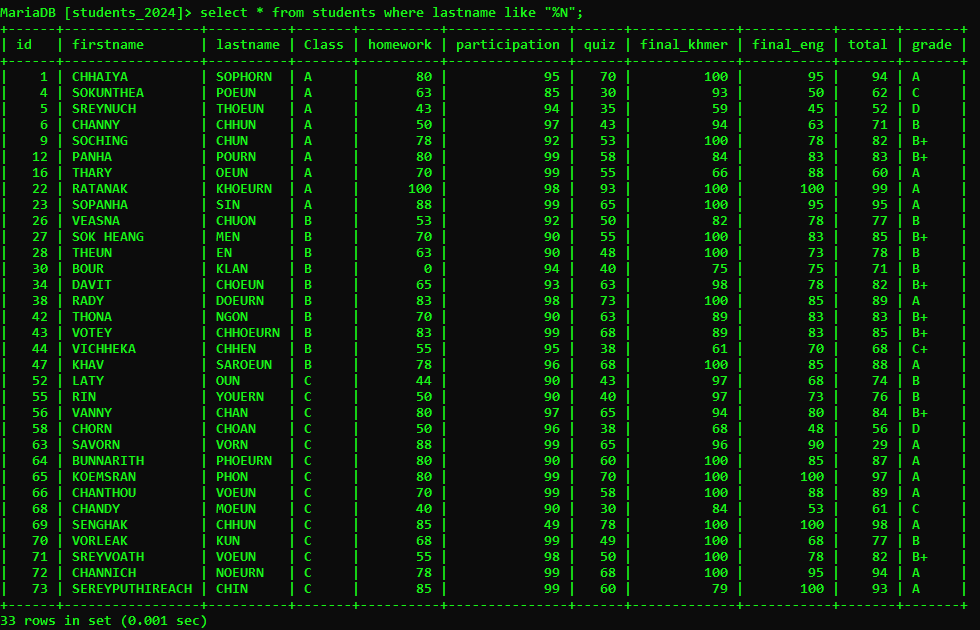 MariaDB [students_2024]> select * from students where lastname like "%N";
+------+-----------------+----------+-------+----------+---------------+------+-------------+-----------+-------+-------+
| id | firstname | lastname | Class | homework | participation | quiz | final_khmer | final_eng | total | grade |
+------+-----------------+----------+-------+----------+---------------+------+-------------+-----------+-------+-------+
| 1 | CHHAIYA | SOPHORN | A | 80 | 95 | 70 | 100 | 95 | 94 | A |
| 4 | SOKUNTHEA | POEUN | A | 63 | 85 | 30 | 93 | 50 | 62 | C |
| 5 | SREYNUCH | THOEUN | A | 43 | 94 | 35 | 59 | 45 | 52 | D |
| 6 | CHANNY | CHHUN | A | 50 | 97 | 43 | 94 | 63 | 71 | B |
| 9 | SOCHING | CHUN | A | 78 | 92 | 53 | 100 | 78 | 82 | B+ |
| 12 | PANHA | POURN | A | 80 | 99 | 58 | 84 | 83 | 83 | B+ |
| 16 | THARY | OEUN | A | 70 | 99 | 55 | 66 | 88 | 60 | A |
| 22 | RATANAK | KHOEURN | A | 100 | 98 | 93 | 100 | 100 | 99 | A |
| 23 | SOPANHA | SIN | A | 88 | 99 | 65 | 100 | 95 | 95 | A |
| 26 | VEASNA | CHUON | B | 53 | 92 | 50 | 82 | 78 | 77 | B |
| 27 | SOK HEANG | MEN | B | 70 | 90 | 55 | 100 | 83 | 85 | B+ |
| 28 | THEUN | EN | B | 63 | 90 | 48 | 100 | 73 | 78 | B |
| 30 | BOUR | KLAN | B | 0 | 94 | 40 | 75 | 75 | 71 | B |
| 34 | DAVIT | CHOEUN | B | 65 | 93 | 63 | 98 | 78 | 82 | B+ |
| 38 | RADY | DOEURN | B | 83 | 98 | 73 | 100 | 85 | 89 | A |
| 42 | THONA | NGON | B | 70 | 90 | 63 | 89 | 83 | 83 | B+ |
| 43 | VOTEY | CHHOEURN | B | 83 | 99 | 68 | 89 | 83 | 85 | B+ |
| 44 | VICHHEKA | CHHEN | B | 55 | 95 | 38 | 61 | 70 | 68 | C+ |
| 47 | KHAV | SAROEUN | B | 78 | 96 | 68 | 100 | 85 | 88 | A |
| 52 | LATY | OUN | C | 44 | 90 | 43 | 97 | 68 | 74 | B |
| 55 | RIN | YOUERN | C | 50 | 90 | 40 | 97 | 73 | 76 | B |
| 56 | VANNY | CHAN | C | 80 | 97 | 65 | 94 | 80 | 84 | B+ |
| 58 | CHORN | CHOAN | C | 50 | 96 | 38 | 68 | 48 | 56 | D |
| 63 | SAVORN | VORN | C | 88 | 99 | 65 | 96 | 90 | 29 | A |
| 64 | BUNNARITH | PHOEURN | C | 80 | 90 | 60 | 100 | 85 | 87 | A |
| 65 | KOEMSRAN | PHON | C | 80 | 99 | 70 | 100 | 100 | 97 | A |
| 66 | CHANTHOU | VOEUN | C | 70 | 99 | 58 | 100 | 88 | 89 | A |
| 68 | CHANDY | MOEUN | C | 40 | 90 | 30 | 84 | 53 | 61 | C |
| 69 | SENGHAK | CHHUN | C | 85 | 49 | 78 | 100 | 100 | 98 | A |
| 70 | VORLEAK | KUN | C | 68 | 99 | 49 | 100 | 68 | 77 | B |
| 71 | SREYVOATH | VOEUN | C | 55 | 98 | 50 | 100 | 78 | 82 | B+ |
| 72 | CHANNICH | NOEURN | C | 78 | 99 | 68 | 100 | 95 | 94 | A |
| 73 | SEREYPUTHIREACH | CHIN | C | 85 | 99 | 60 | 79 | 100 | 93 | A |
+------+-----------------+----------+-------+----------+---------------+------+-------------+-----------+-------+-------+
33 rows in set (0.001 sec)